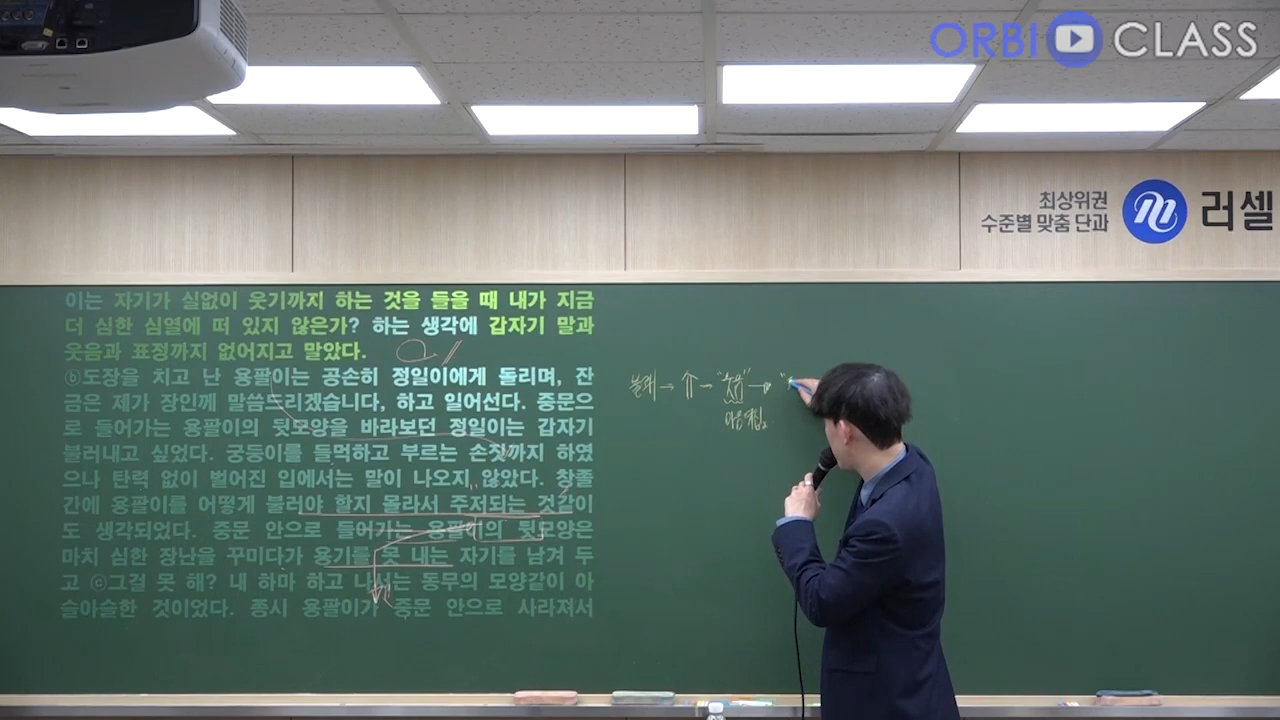 ORBI CLASS
최상위권
수준별 맞춤 단과
러셀
이는 자기가 실없이 웃기까지 하는 것을 들을 때 내가 지금
더 심한 심열에 떠 있지 않은가? 하는 생각에 갑자기 말과
웃음과 표정까지 없어지고 말았다.
ⓑ도장을 치고 난 용팔이는 공손히 정일이에게 돌리며, 잔
금은 제가 장인께 말씀드리겠습니다, 하고 일어선다. 중문으
로 들어가는 용팔이의 뒷모양을 바라보던 정일이는 갑자기
불러내고 싶었다. 궁둥이를 들먹하고 부르는 손짓까지 하였
으나 탄력 없이 벌어진 입에서는 말이 나오지 않았다. 창졸
간에 용팔이를 어떻게 불러야 할지 몰라서 주저되는 것같이
도 생각되었다. 중문 안으로 들어가는 용팔이의 뒷모양은
마치 심한 장난을 꾸미다가 용기를 못 내는 자기를 남겨 두
고 ⓒ그걸 못 해? 내 하마 하고 나서는 동무의 모양같이 아
슬아슬한 것이었다. 종시 용팔이가 중문 안으로 사라져서